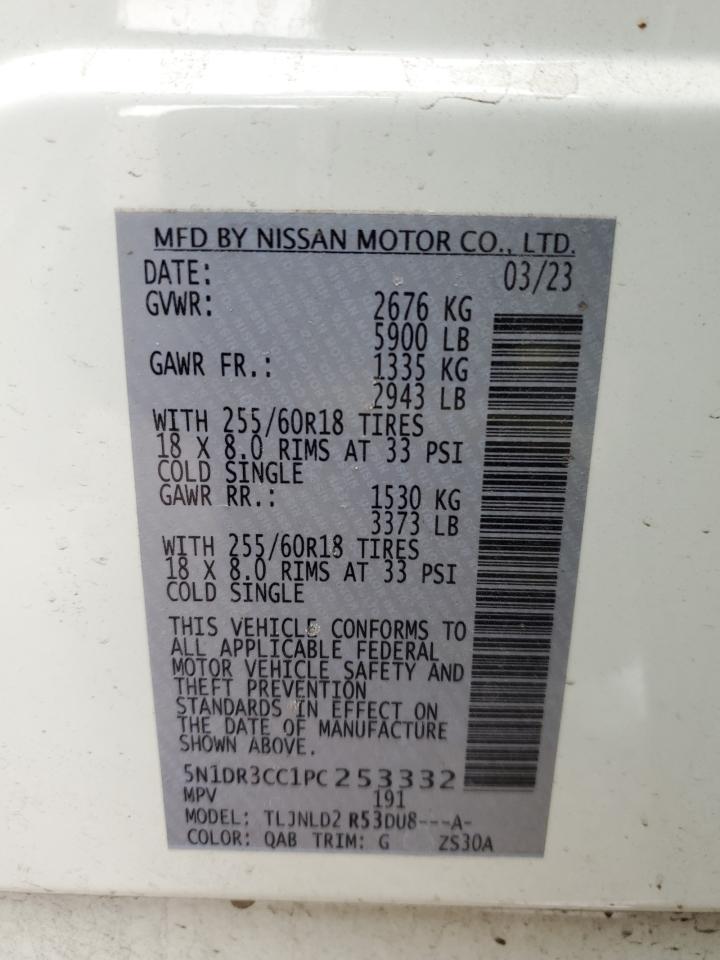 MFD BY NISSAN MOTOR CO., LTD.
DATE: 03/23
GVWR: 2676 KG
5900 LB
GAWR FR.: 1335 KG
2943 LB
WITH 255/60R18 TIRES
18 X 8.0 RIMS AT 33 PSI
COLD SINGLE
GAWR RR.: 1530 KG
3373 LB
WITH 255/60R18 TIRES
18 X 8.0 RIMS AT 33 PSI
COLD SINGLE
THIS VEHICLE CONFORMS TO
ALL APPLICABLE FEDERAL
MOTOR VEHICLE SAFETY AND
THEFT PREVENTION
STANDARDS IN EFFECT ON
THE DATE OF MANUFACTURE
SHOWN ABOVE.
5N1DR3CC1PC253332
MPV 191
MODEL: TLJNLD2 R53DU8---A-
COLOR: QAB TRIM: G ZS30A